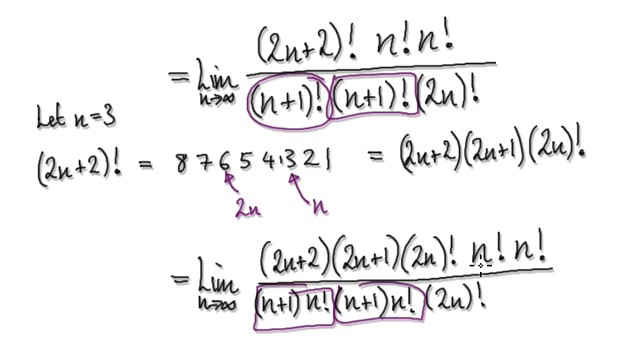 = Lim n→∞ (2n+2)! n! n! / (n+1)! (n+1)! (2n)!
Let n=3
(2n+2)! = 8 7 6 5 4 3 2 1 = (2n+2)(2n+1)(2n)!
2n n
= Lim n→∞ (2n+2)(2n+1)(2n)! n! n! / (n+1) n! (n+1) n! (2n)!